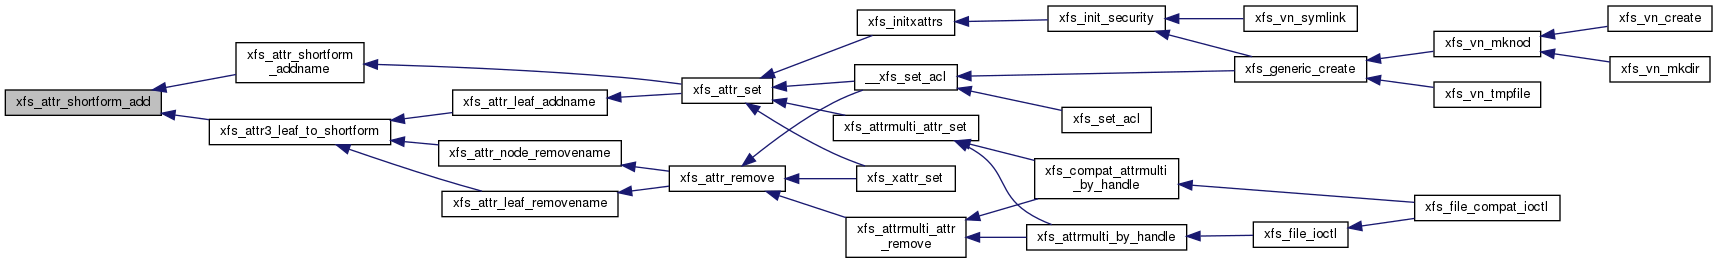 xfs_attr_shortform_add
xfs_attr_shortform
_addname
xfs_attr3_leaf_to_shortform
xfs_attr_leaf_addname
xfs_attr_node_removename
xfs_attr_leaf_removename
xfs_attr_set
xfs_attr_remove
xfs_initxattrs
__xfs_set_acl
xfs_attrmulti_attr_set
xfs_xattr_set
xfs_attrmulti_attr
_remove
xfs_init_security
xfs_set_acl
xfs_compat_attrmulti
_by_handle
xfs_attrmulti_by_handle
xfs_vn_symlink
xfs_generic_create
xfs_file_ioctl
xfs_vn_mknod
xfs_vn_tmpfile
xfs_file_compat_ioctl
xfs_vn_create
xfs_vn_mkdir